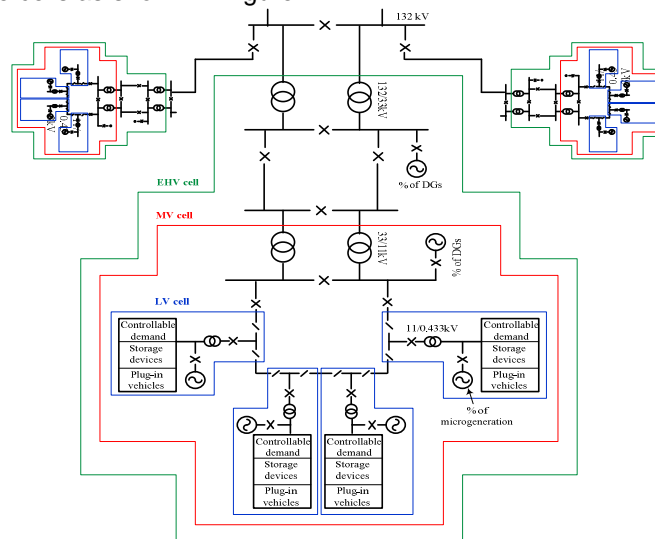 132 kV
132/33kV
EHV cell
% of DGs
MV cell
33/11kV
% of DGs
LV cell
11/0.433kV
Controllable
demand
Storage
devices
Plug-in
vehicles
Controllable
demand
Storage
devices
Plug-in
vehicles
% of
microgeneration
Controllable
demand
Storage
devices
Plug-in
vehicles
Controllable
demand
Storage
devices
Plug-in
vehicles